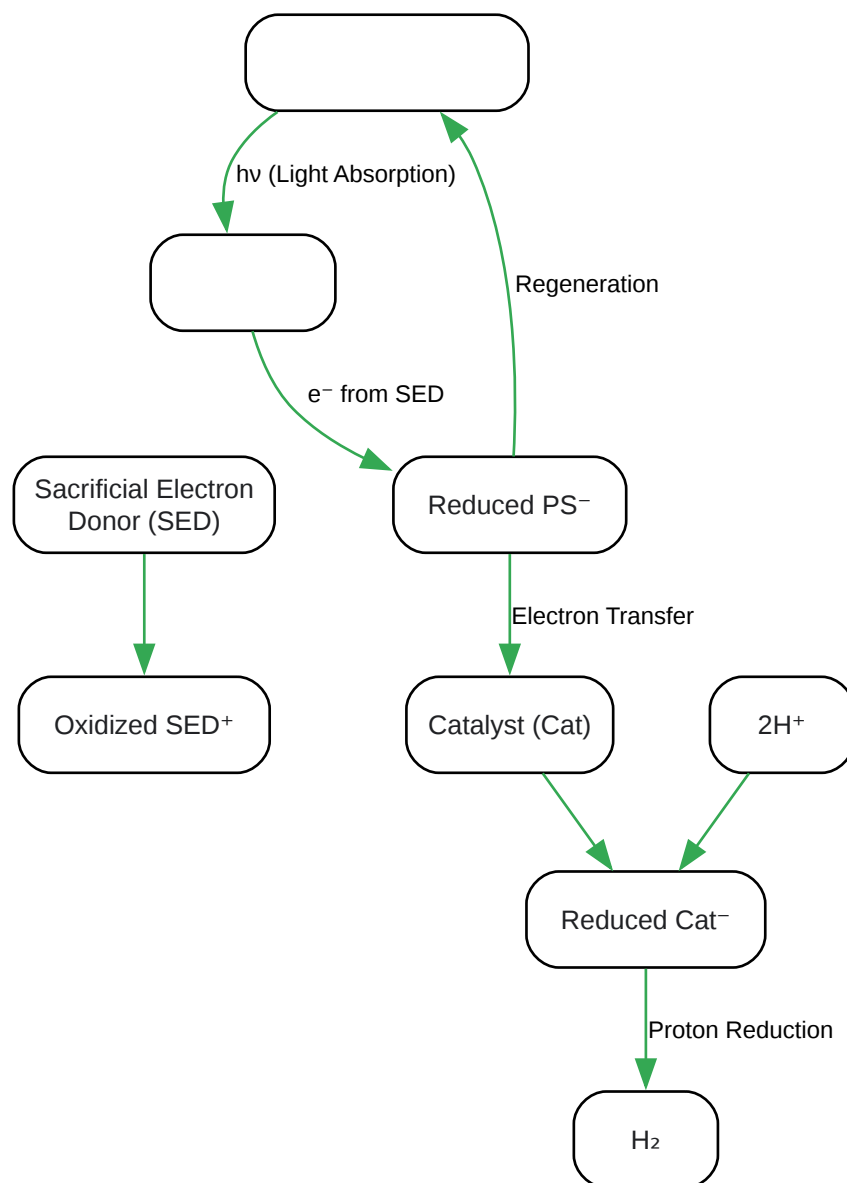 hν (Light Absorption)
Regeneration
e⁻ from SED
Sacrificial Electron
Donor (SED)
Reduced PS⁻
Electron Transfer
Oxidized SED⁺
Catalyst (Cat)
2H⁺
Reduced Cat⁻
Proton Reduction
H₂